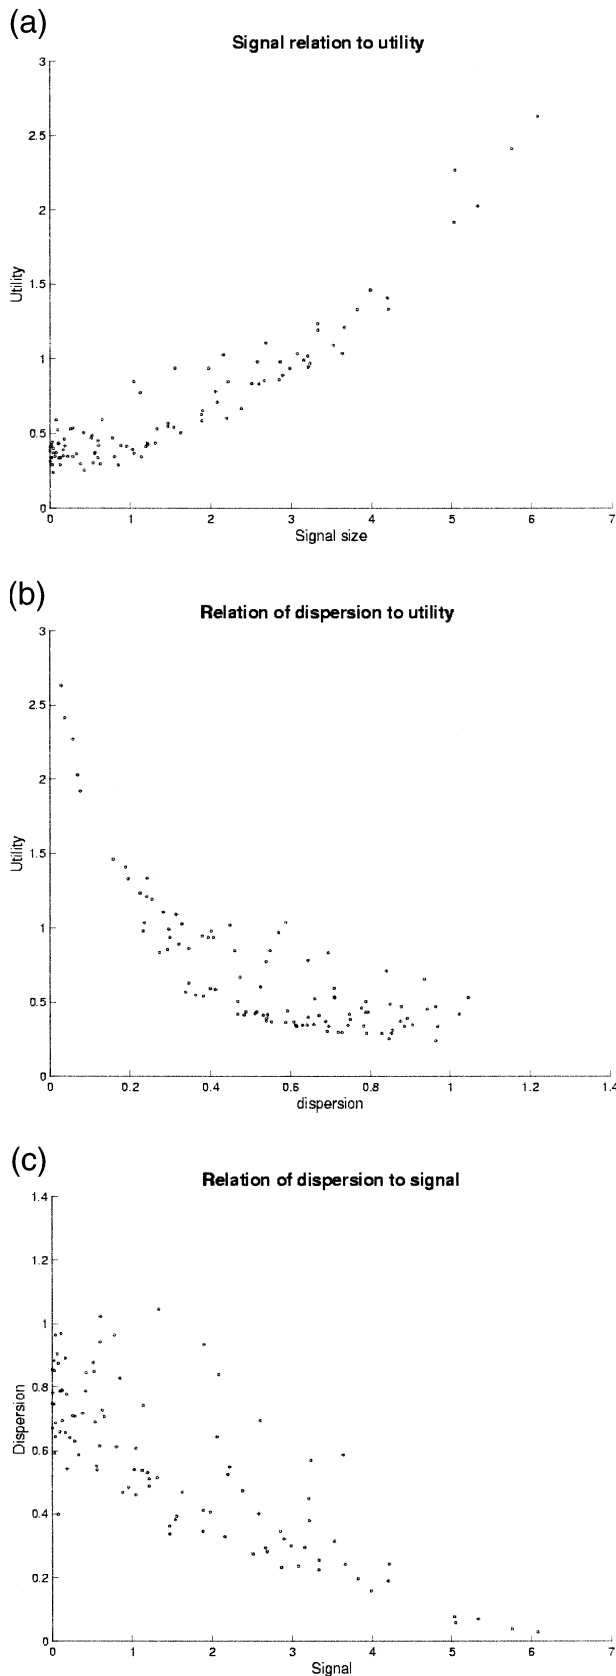 (a)
Signal relation to utility
3
2.5
2
1.5
1
0.5
0
Utility
0 1 2 3 4 5 6 7
Signal size
(b)
Relation of dispersion to utility
3
2.5
2
1.5
1
0.5
0
Utility
0 0.2 0.4 0.6 0.8 1 1.2 1.4
dispersion
(c)
Relation of dispersion to signal
1.4
1.2
1
0.8
0.6
0.4
0.2
0
Dispersion
0 1 2 3 4 5 6 7
Signal